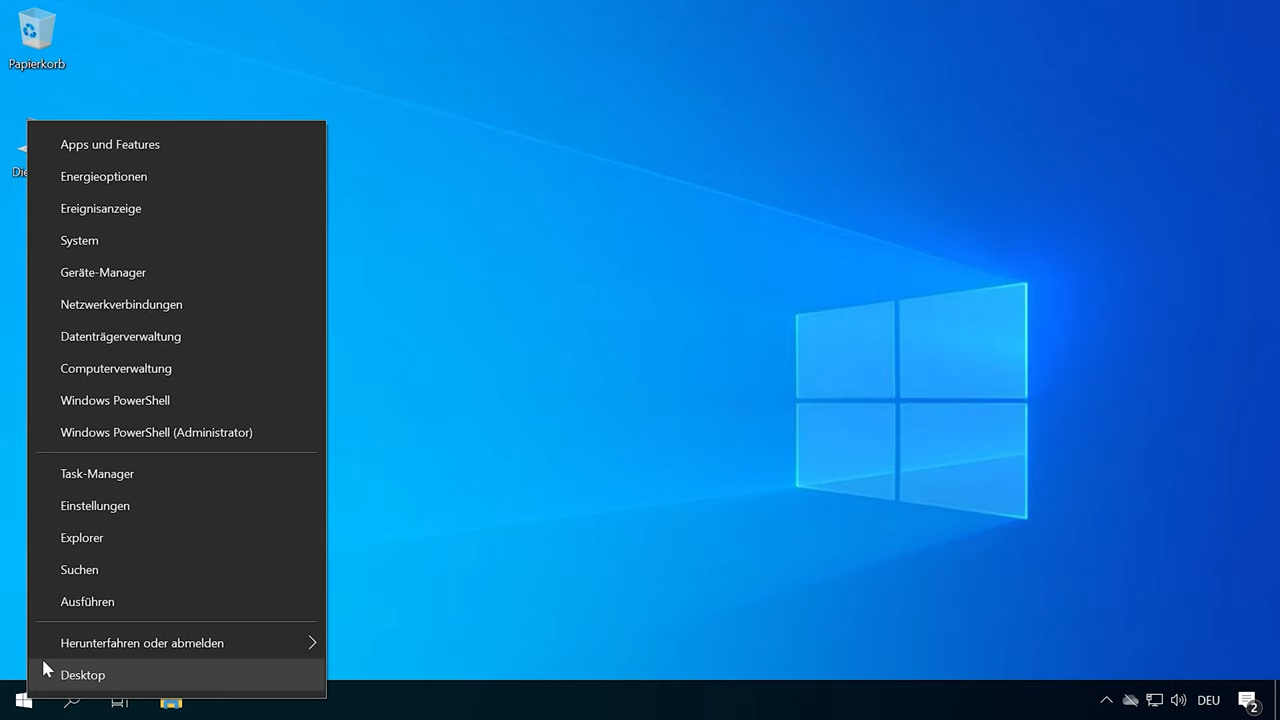 Papierkorb
Die
Apps und Features
Energieoptionen
Ereignisanzeige
System
Geräte-Manager
Netzwerkverbindungen
Datenträgerverwaltung
Computerverwaltung
Windows PowerShell
Windows PowerShell (Administrator)
Task-Manager
Einstellungen
Explorer
Suchen
Ausführen
Herunterfahren oder abmelden
Desktop
DEU
2